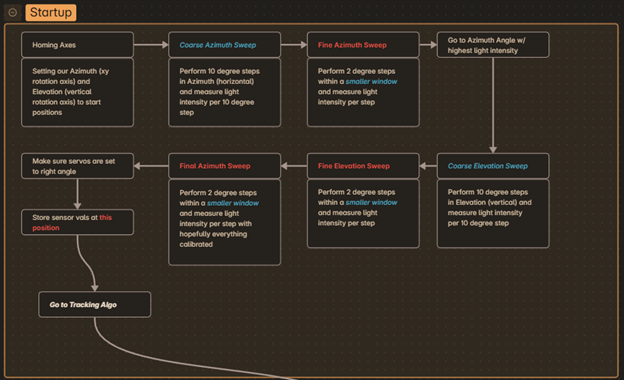 Startup
Homing Axes
Setting our Azimuth (xy
rotation axis) and
Elevation (vertical
rotation axis) to start
positions
Coarse Azimuth Sweep
Perform 10 degree steps
in Azimuth (horizontal)
and measure light
intensity per 10 degree
step
Fine Azimuth Sweep
Perform 2 degree steps
within a smaller window
and measure light
intensity per step
Go to Azimuth Angle w/
highest light intensity
Coarse Elevation Sweep
Perform 10 degree steps
in Elevation (vertical) and
measure light intensity
per 10 degree step
Fine Elevation Sweep
Perform 2 degree steps
within a smaller window
and measure light
intensity per step
Final Azimuth Sweep
Perform 2 degree steps
within a smaller window
and measure light
intensity per step with
hopefully everything
calibrated
Make sure servos are set
to right angle
Store sensor vals at this
position
Go to Tracking Algo